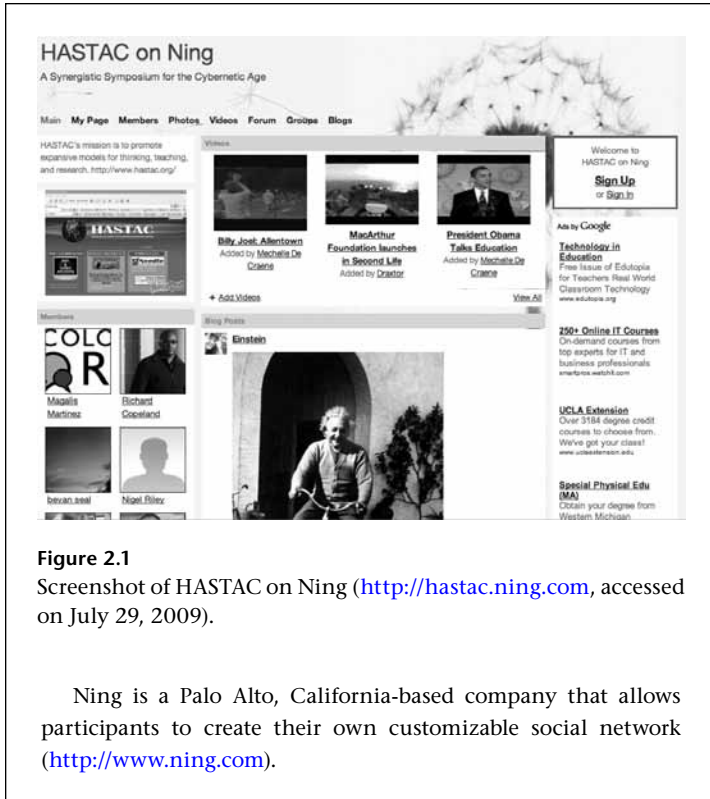 HASTAC on Ning
A Synergistic Symposium for the Cybernetic Age
Main My Page Members Photos Videos Forum Groups Blogs
HASTAC's mission is to promote
expansive models for thinking, teaching,
and research. http://www.hastac.org/
HASTAC
Members
Magalis
Martinez
Richard
Copeland
bevan seal
Nigel Riley
Videos
Billy Joel: Allentown
Added by Mechelle De
Craene
MacArthur
Foundation launches
in Second Life
Added by Draxtor
President Obama
Talks Education
Added by Mechelle De
Craene
+ Add Videos
View All
Blog Posts
Einstein
Welcome to
HASTAC on Ning
Sign Up
or Sign In
Ads by Google
Technology in
Education
Free Issue of Edutopia
for Teachers Real World
Classroom Technology
www.edutopia.org
250+ Online IT Courses
On-demand courses from
top experts for IT and
business professionals
smartpros.watchit.com
UCLA Extension
Over 3184 degree credit
courses to choose from.
We've got your class!
www.uclaextension.edu
Special Physical Edu
(MA)
Obtain your degree from
Western Michigan
Figure 2.1
Screenshot of HASTAC on Ning (http://hastac.ning.com, accessed
on July 29, 2009).
Ning is a Palo Alto, California-based company that allows
participants to create their own customizable social network
(http://www.ning.com).